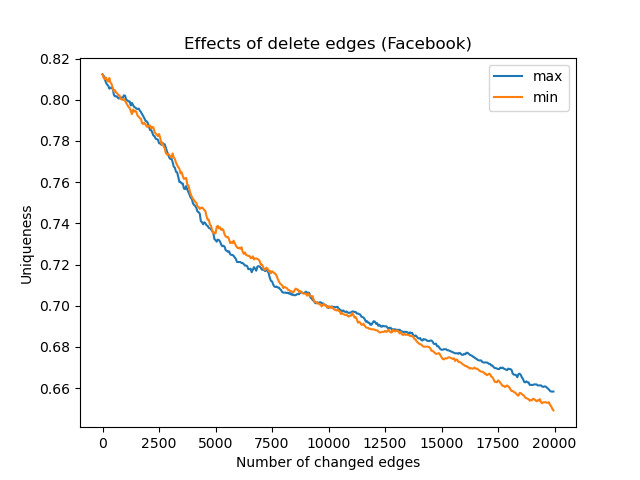 Effects of delete edges (Facebook)
max
min
0.82
0.80
0.78
0.76
0.74
0.72
0.70
0.68
0.66
Uniqueness
0 2500 5000 7500 10000 12500 15000 17500 20000
Number of changed edges